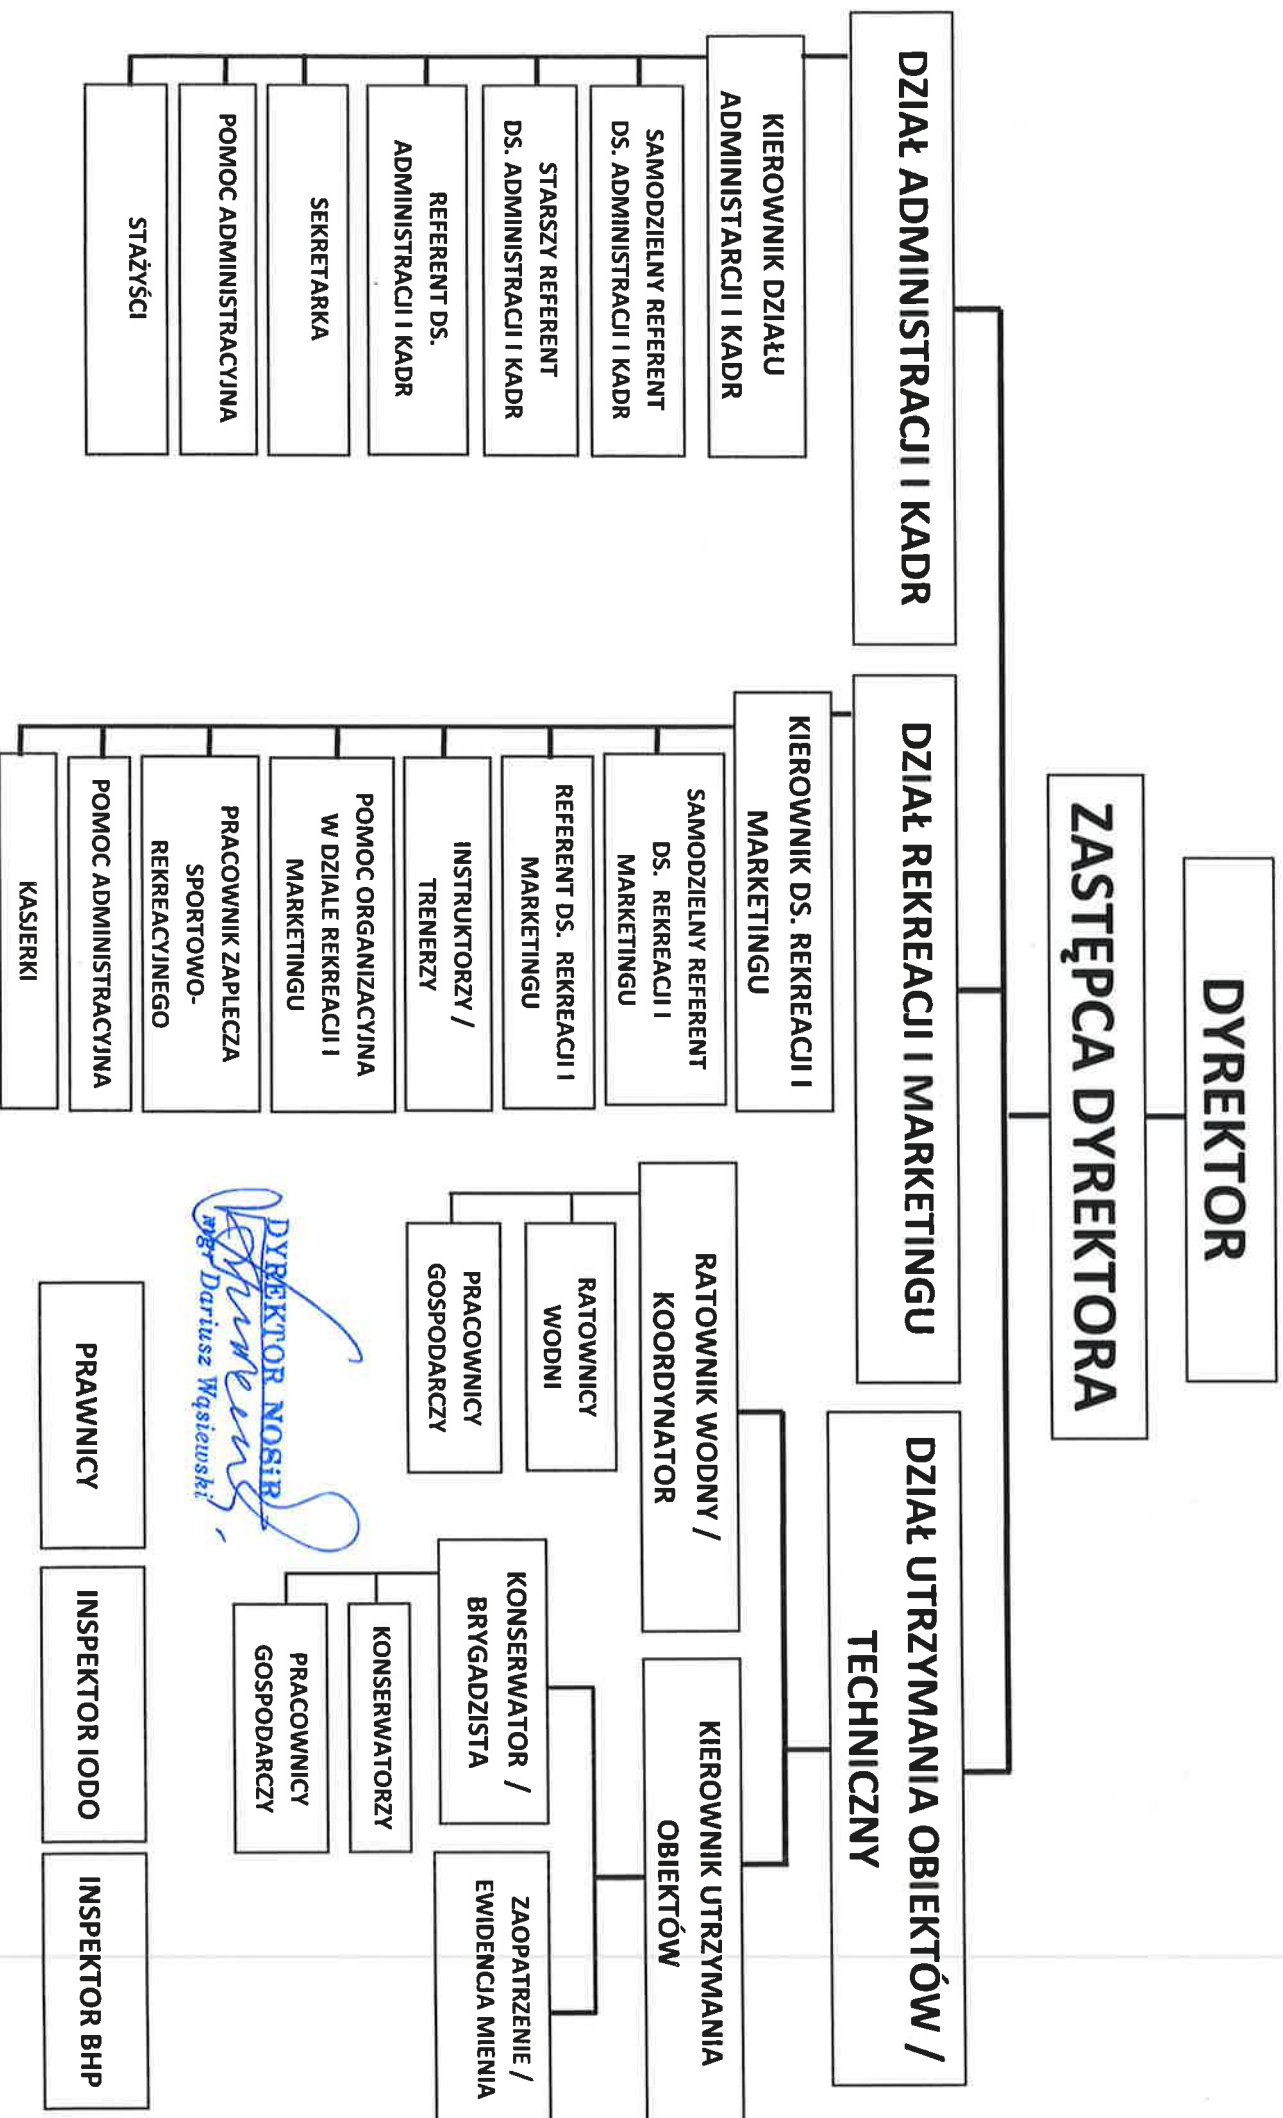 DYREKTOR
ZASTĘPCA DYREKTORA
DZIAŁ ADMINISTRACJI I KADR
KIEROWNIK DZIAŁU
ADMINISTARCJI I KADR
SAMODZIELNY REFERENT
DS. ADMINISTRACJI I KADR
STARSZY REFERENT
DS. ADMINISTRACJI I KADR
REFERENT DS.
ADMINISTRACJI I KADR
SEKRETARKA
POMOC ADMINISTRACYJNA
STAŻYŚCI
DZIAŁ REKREACJI I MARKETINGU
KIEROWNIK DS. REKREACJI I
MARKETINGU
SAMODZIELNY REFERENT
DS. REKREACJI I
MARKETINGU
REFERENT DS. REKREACJI I
MARKETINGU
INSTRUKTORZY /
TRENERZY
POMOC ORGANIZACYJNA
W DZIALE REKREACJI I
MARKETINGU
PRACOWNIK ZAPLECZA
SPORTOWO-
REKREACYJNEGO
POMOC ADMINISTRACYJNA
KASJERKI
DZIAŁ UTRZYMANIA OBIEKTÓW /
TECHNICZNY
RATOWNIK WODNY /
KOORDYNATOR
RATOWNICY
WODNI
PRACOWNICY
GOSPODARCZY
KIEROWNIK UTRZYMANIA
OBIEKTÓW
KONSERWATOR /
BRYGADZISTA
KONSERWATORZY
PRACOWNICY
GOSPODARCZY
ZAOPATRZENIE /
EWIDENCJA MIENIA
DYREKTOR NOSiR
mgr Dariusz Wąsiewski
PRAWNICY
INSPEKTOR IODO
INSPEKTOR BHP